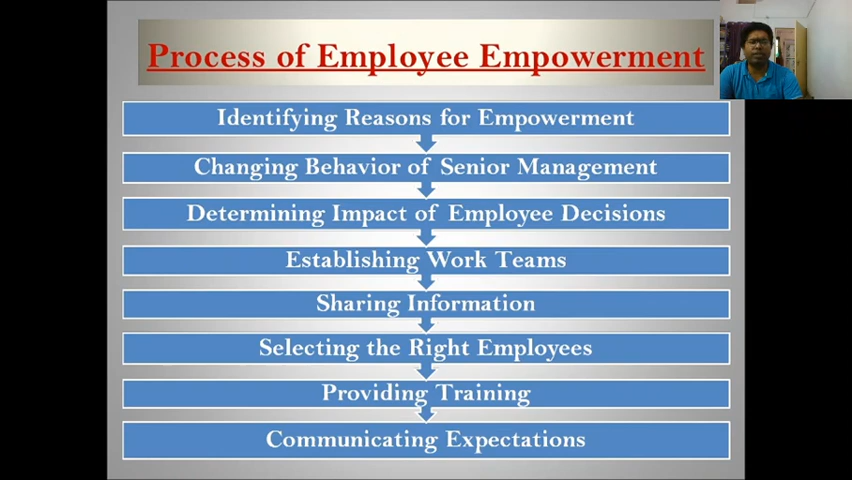 Process of Employee Empowerment
Identifying Reasons for Empowerment
Changing Behavior of Senior Management
Determining Impact of Employee Decisions
Establishing Work Teams
Sharing Information
Selecting the Right Employees
Providing Training
Communicating Expectations